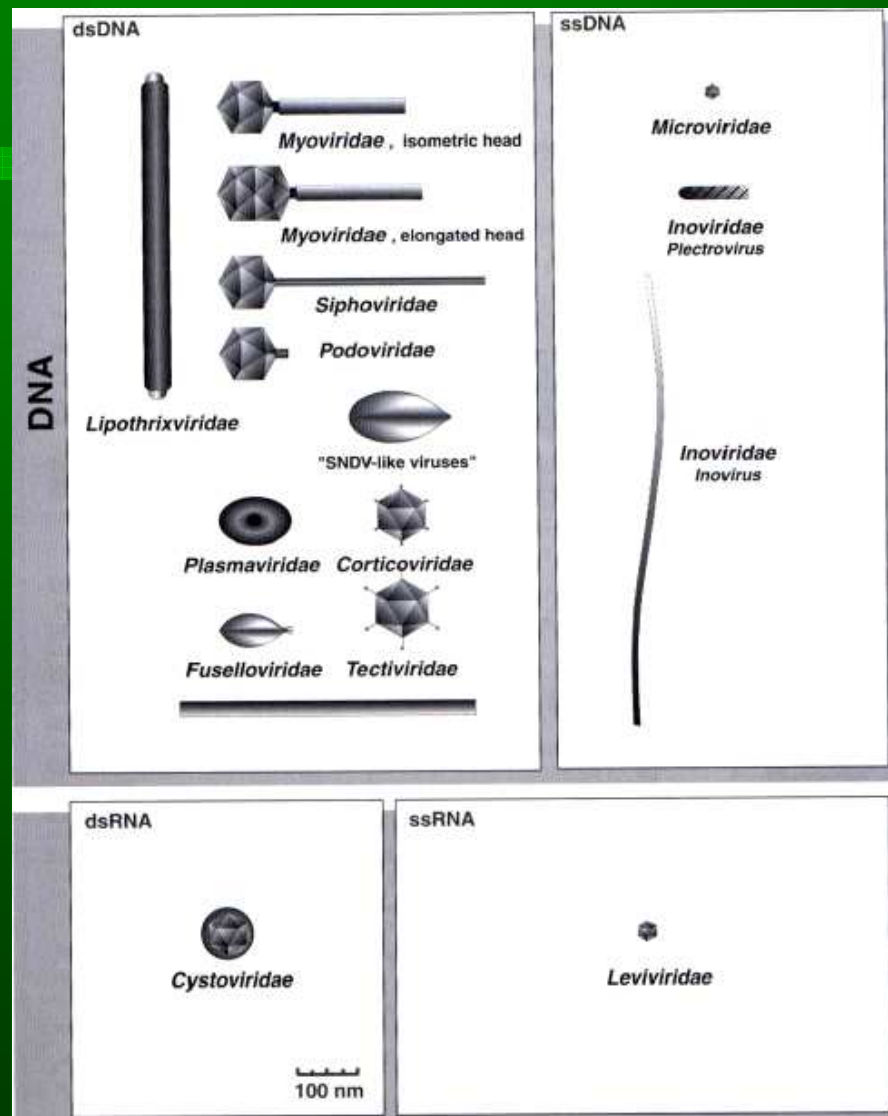 DNA
dsDNA
Myoviridae , isometric head
Myoviridae , elongated head
Siphoviridae
Podoviridae
Lipothrixviridae
"SNDV-like viruses"
Plasmaviridae Corticoviridae
Fuselloviridae Tectiviridae
ssDNA
Microviridae
Inoviridae
Plectrovirus
Inoviridae
Inovirus
dsRNA
Cystoviridae
100 nm
ssRNA
Leviviridae